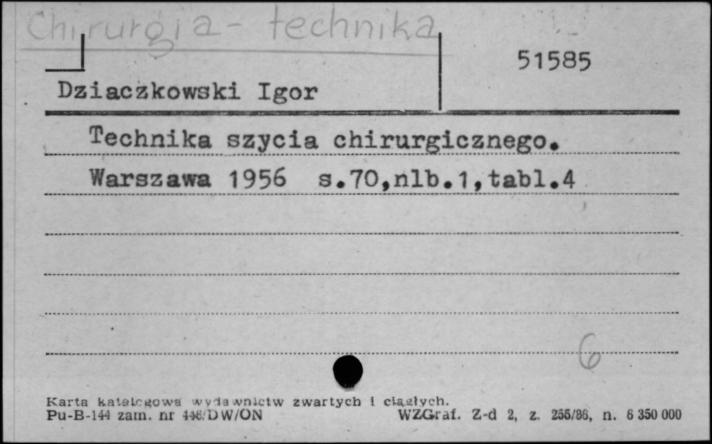 Chirurgia - technika
51585
Dziaczkowski Igor
Technika szycia chirurgicznego.
Warszawa 1956 s.70,nlb.1,tabl.4
6
Karta katalogowa wydawnictw zwartych i ciągłych.
Pu-B-144 zam. nr 446/DW/ON WZGraf. Z-d 2, z. 255/86, n. 6 350 000